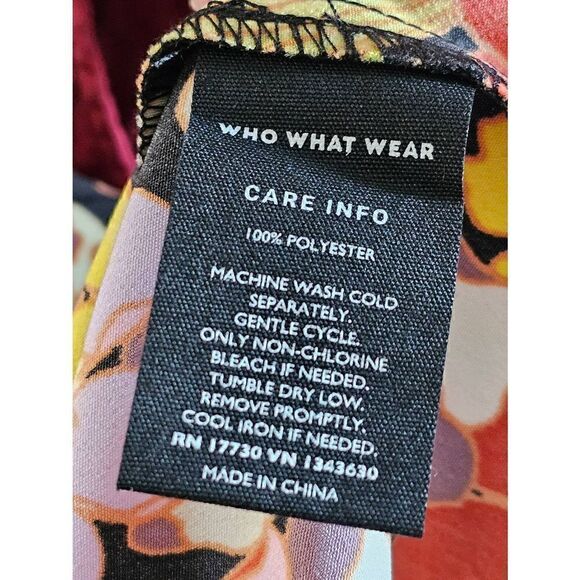 WHO WHAT WEAR
CARE INFO
100% POLYESTER
MACHINE WASH COLD
SEPARATELY.
GENTLE CYCLE.
ONLY NON-CHLORINE
BLEACH IF NEEDED.
TUMBLE DRY LOW.
REMOVE PROMPTLY.
COOL IRON IF NEEDED.
RN 17730 VN 1343630
MADE IN CHINA